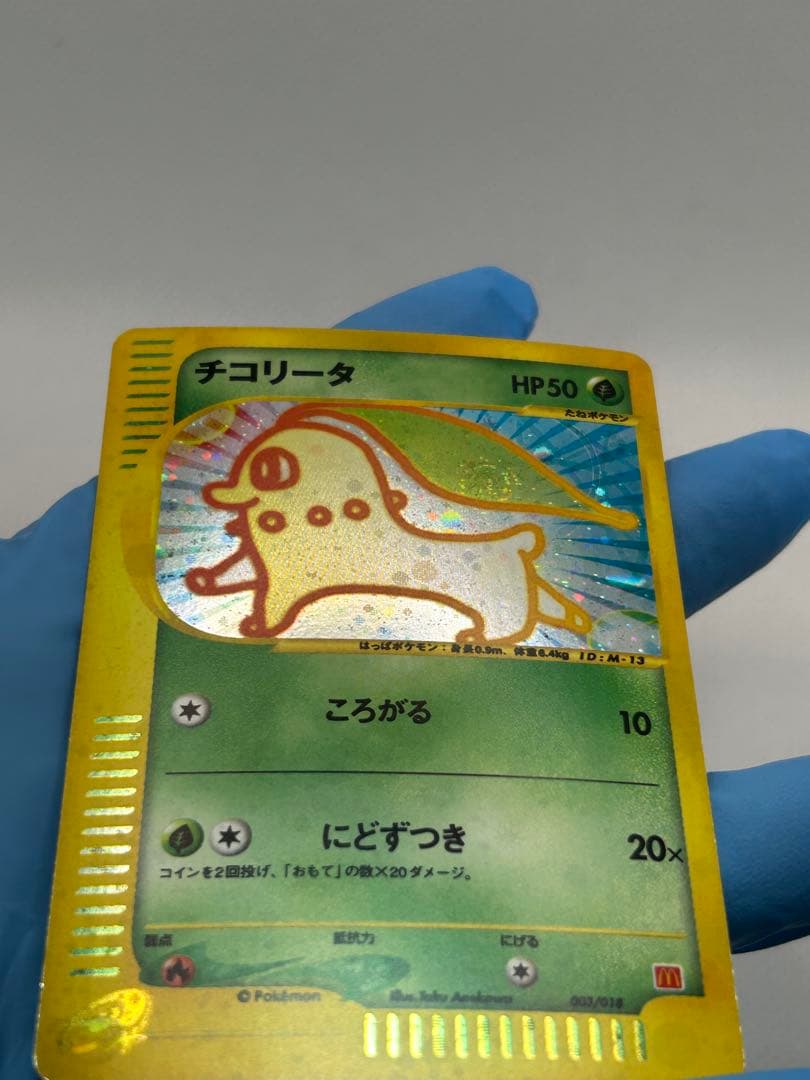 チコリータ
HP50
たねポケモン
はっぱポケモン：身長0.9m、体重6.4kg ID:M-13
ころがる 10
にどずつき 20×
コインを2回投げ、「おもて」の数×20ダメージ。
弱点 抵抗力 にげる
©Pokémon Illus. 003/018